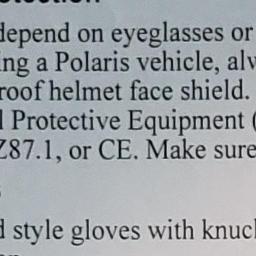 depend on eyeglasses or
ing a Polaris vehicle, alw
roof helmet face shield.
l Protective Equipment (
Z87.1, or CE. Make sure
d style gloves with knuc